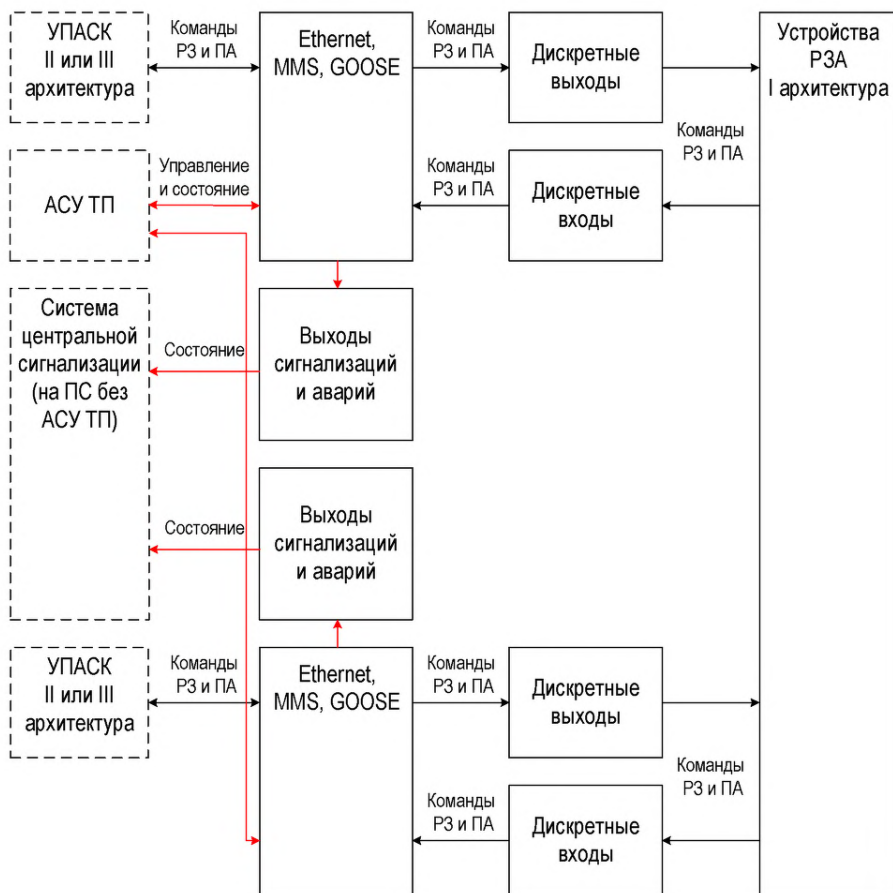 УПАСК
II или III
архитектура
Команды
РЗ и ПА
Ethernet,
MMS, GOOSE
Команды
РЗ и ПА
Дискретные
выходы
Устройства
РЗА
I архитектура
Команды
РЗ и ПА
АСУ ТП
Управление
и состояние
Команды
РЗ и ПА
Дискретные
входы
Система
центральной
сигнализации
(на ПС без
АСУ ТП)
Состояние
Выходы
сигнализаций
и аварий
Состояние
Выходы
сигнализаций
и аварий
УПАСК
II или III
архитектура
Команды
РЗ и ПА
Ethernet,
MMS, GOOSE
Команды
РЗ и ПА
Дискретные
выходы
Команды
РЗ и ПА
Команды
РЗ и ПА
Дискретные
входы